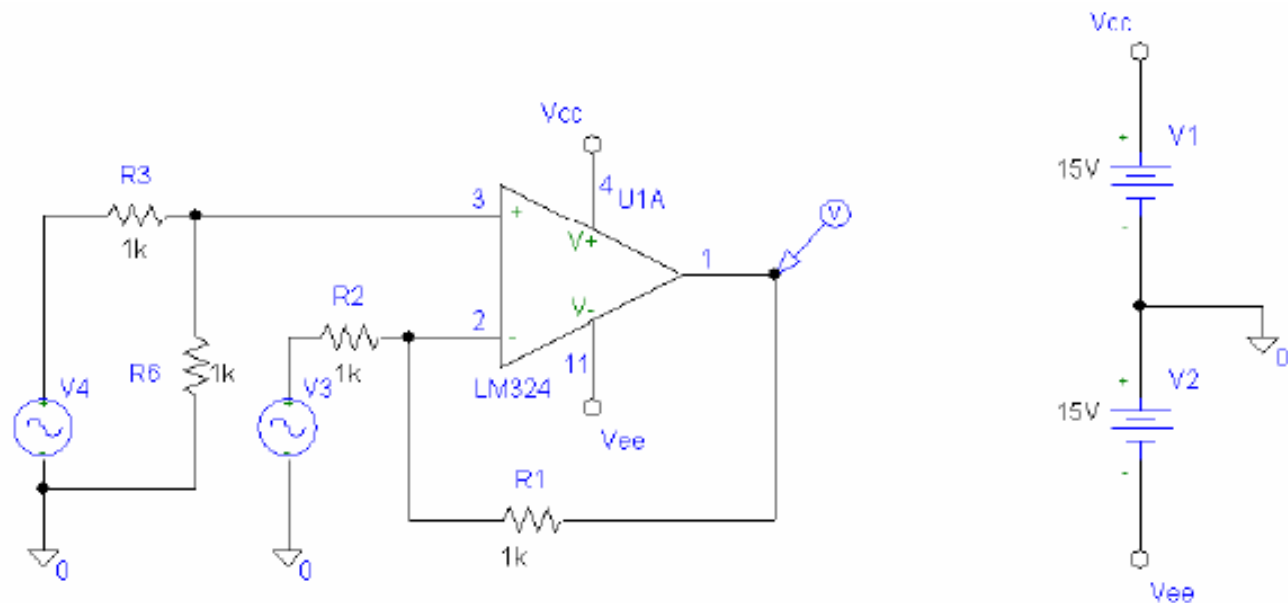 Vcc
V1
+
15V
-
0
V2
+
15V
-
Vee
Vcc
4
U1A
R3
1k
3
+
V+
1
V
R2
1k
2
-
V-
11
LM324
Vee
R6
1k
V4
+
-
0
V3
+
-
0
R1
1k